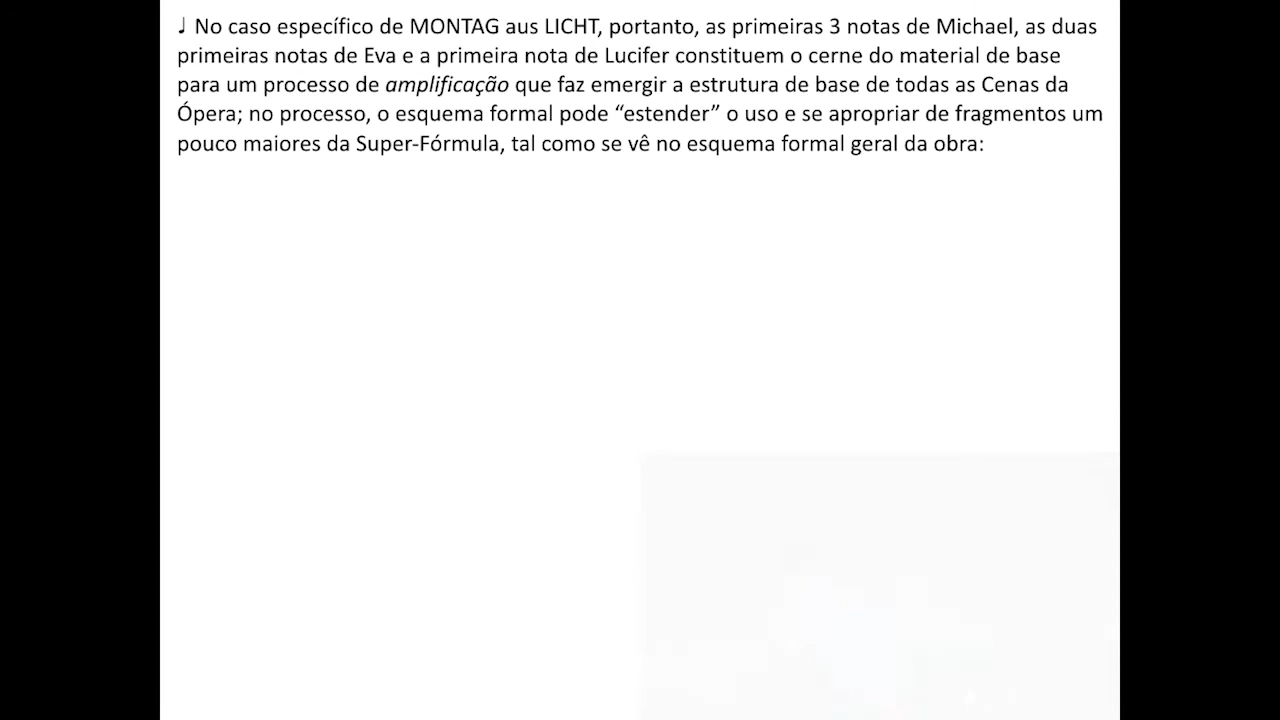 ♩ No caso específico de MONTAG aus LICHT, portanto, as primeiras 3 notas de Michael, as duas
primeiras notas de Eva e a primeira nota de Lucifer constituem o cerne do material de base
para um processo de amplificação que faz emergir a estrutura de base de todas as Cenas da
Ópera; no processo, o esquema formal pode “estender” o uso e se apropriar de fragmentos um
pouco maiores da Super-Fórmula, tal como se vê no esquema formal geral da obra: